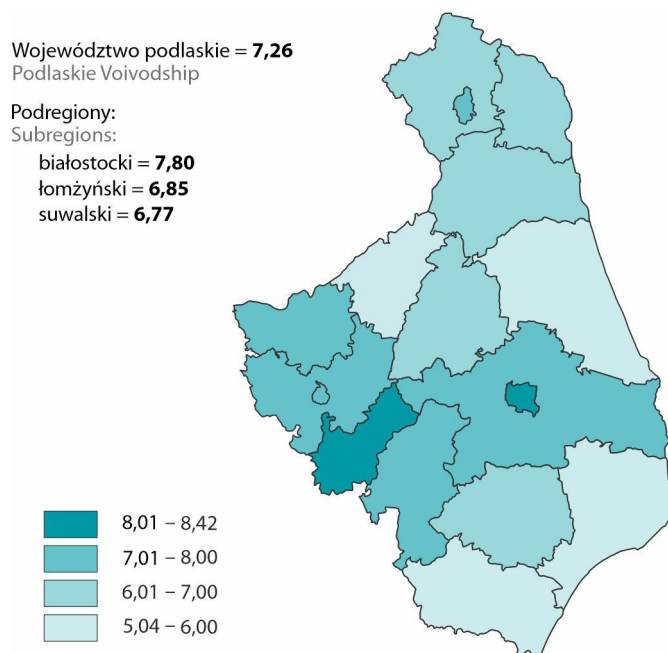 Województwo podlaskie = 7,26
Podlaskie Voivodship
Podregiony:
Subregions:
białostocki = 7,80
łomżyński = 6,85
suwalski = 6,77
8,01 – 8,42
7,01 – 8,00
6,01 – 7,00
5,04 – 6,00